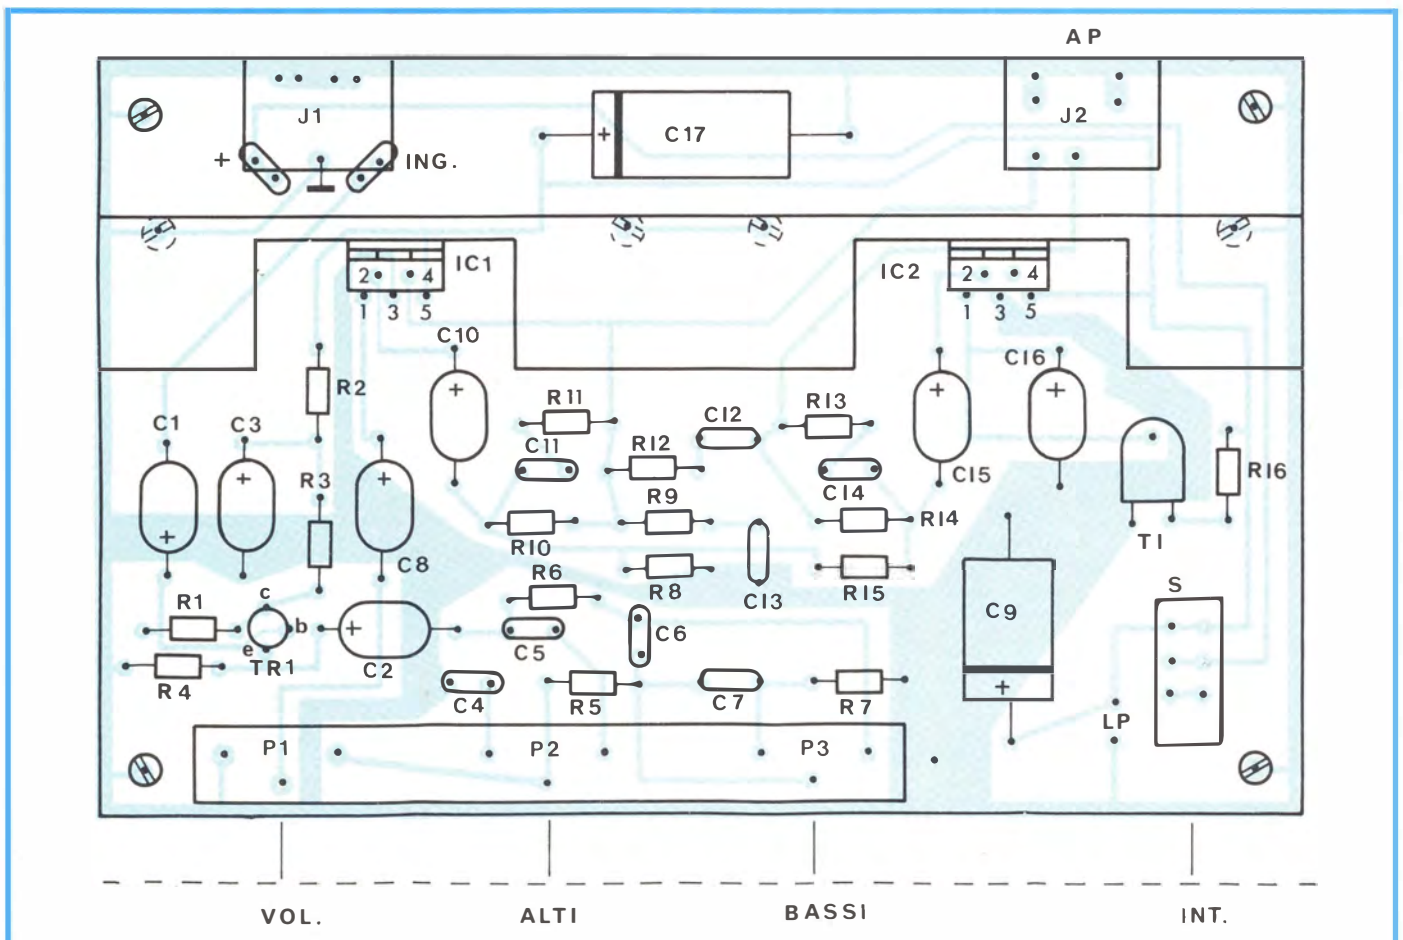 AP
J1
C17
J2
+
+ ING.
IC1
2 4
1 3 5
IC2
2 4
1 3 5
C10
+
C16
+
R2
R11
C12
R13
+
C1
C3
C11
R12
C15
C14
R16
R3
+
+
+
R9
R14
R10
T1
C8
R6
R8
C13
R15
S
C9
R1
c
b
e
TR1
+
C2
C5
C6
R4
C4
R5
C7
R7
+
LP
P1
P2
P3
VOL.
ALTI
BASSI
INT.